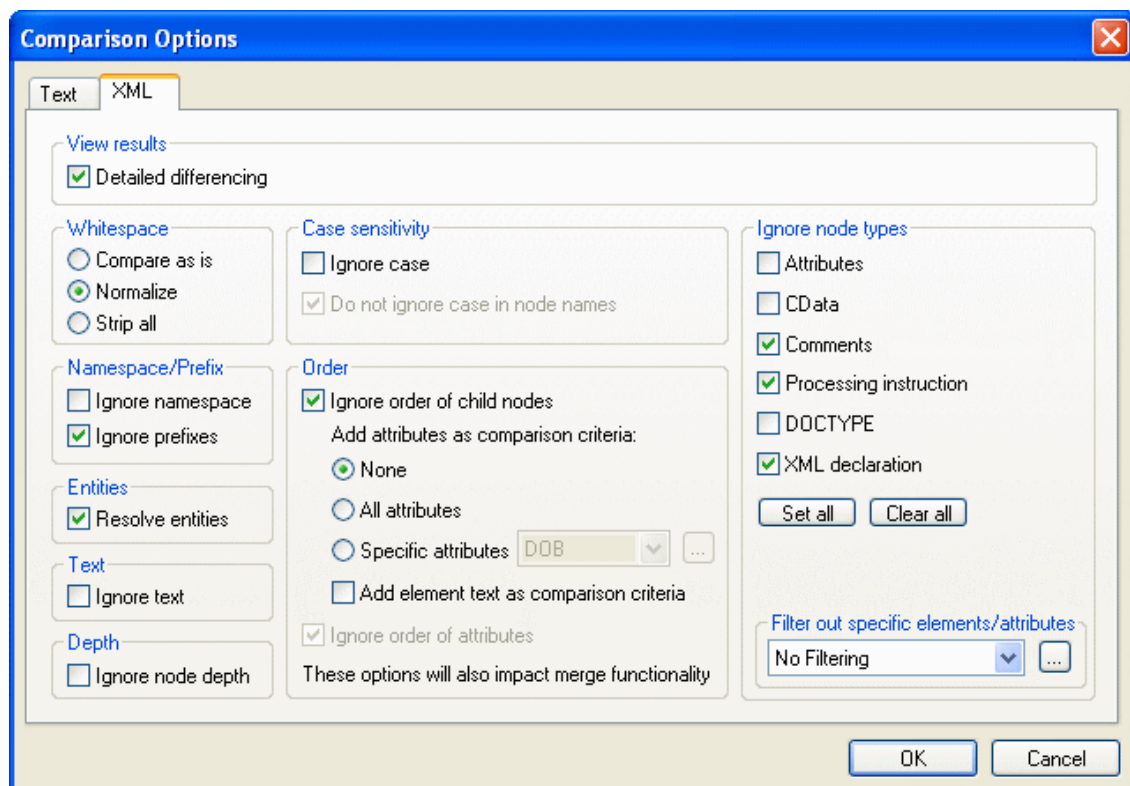 Comparison Options
Text
XML
View results
Detailed differencing
Whitespace
Compare as is
Normalize
Strip all
Namespace/Prefix
Ignore namespace
Ignore prefixes
Entities
Resolve entities
Text
Ignore text
Depth
Ignore node depth
Case sensitivity
Ignore case
Do not ignore case in node names
Order
Ignore order of child nodes
Add attributes as comparison criteria:
None
All attributes
Specific attributes DOB ...
Add element text as comparison criteria
Ignore order of attributes
These options will also impact merge functionality
Ignore node types
Attributes
CData
Comments
Processing instruction
DOCTYPE
XML declaration
Set all Clear all
Filter out specific elements/attributes
No Filtering ...
OK Cancel